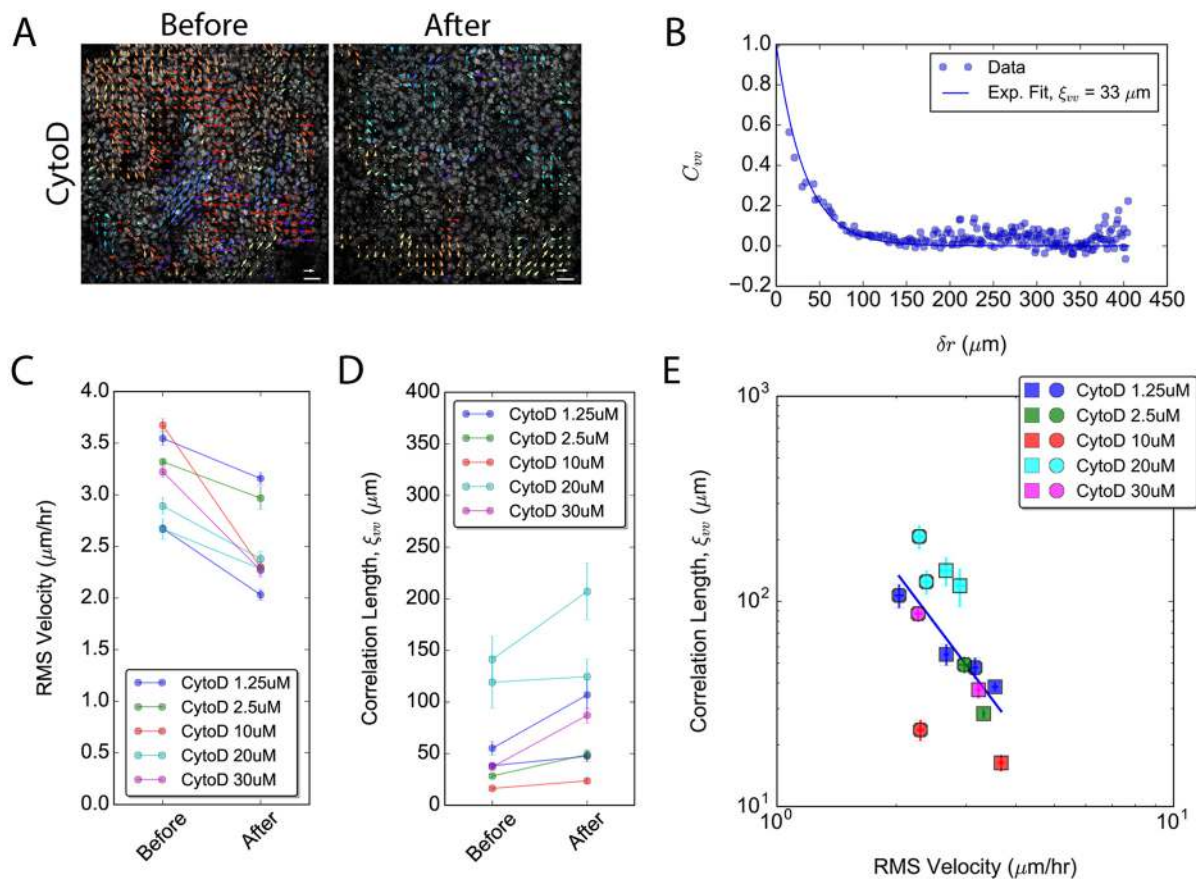 A
Before
After
CytoD
B
1.0
0.8
0.6
0.4
0.2
0.0
−0.2
C_vv
0 50 100 150 200 250 300 350 400 450
δr (μm)
Data
Exp. Fit, ξ_vv = 33 μm
C
4.0
3.5
3.0
2.5
2.0
1.5
1.0
0.5
0.0
RMS Velocity (μm/hr)
CytoD 1.25uM
CytoD 2.5uM
CytoD 10uM
CytoD 20uM
CytoD 30uM
Before
After
D
400
350
300
250
200
150
100
50
0
Correlation Length, ξ_vv (μm)
CytoD 1.25uM
CytoD 2.5uM
CytoD 10uM
CytoD 20uM
CytoD 30uM
Before
After
E
10³
10²
10¹
Correlation Length, ξ_vv (μm)
CytoD 1.25uM
CytoD 2.5uM
CytoD 10uM
CytoD 20uM
CytoD 30uM
10⁰ 10¹
RMS Velocity (μm/hr)